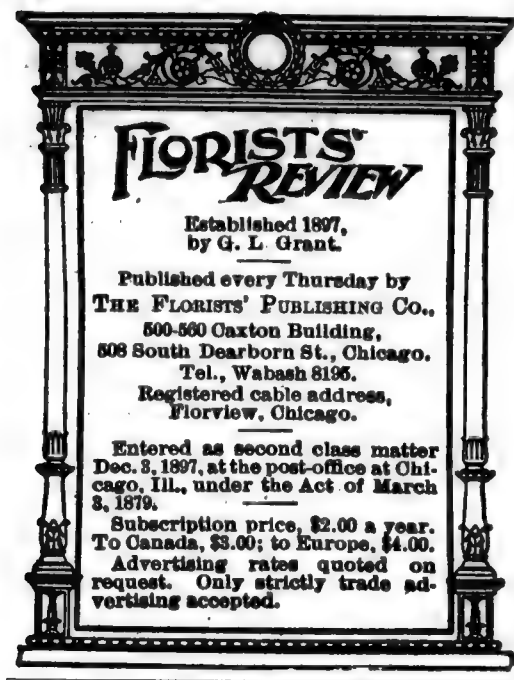 FLORISTS'
REVIEW
Established 1897,
by G. L. Grant.
Published every Thursday by
THE FLORISTS' PUBLISHING CO.,
500-560 Caxton Building,
508 South Dearborn St., Chicago.
Tel., Wabash 8195.
Registered cable address,
Florview, Chicago.
Entered as second class matter
Dec. 3, 1897, at the post-office at Chi-
cago, Ill., under the Act of March
3, 1879.
Subscription price, $2.00 a year.
To Canada, $3.00; to Europe, $4.00.
Advertising rates quoted on
request. Only strictly trade ad-
vertising accepted.